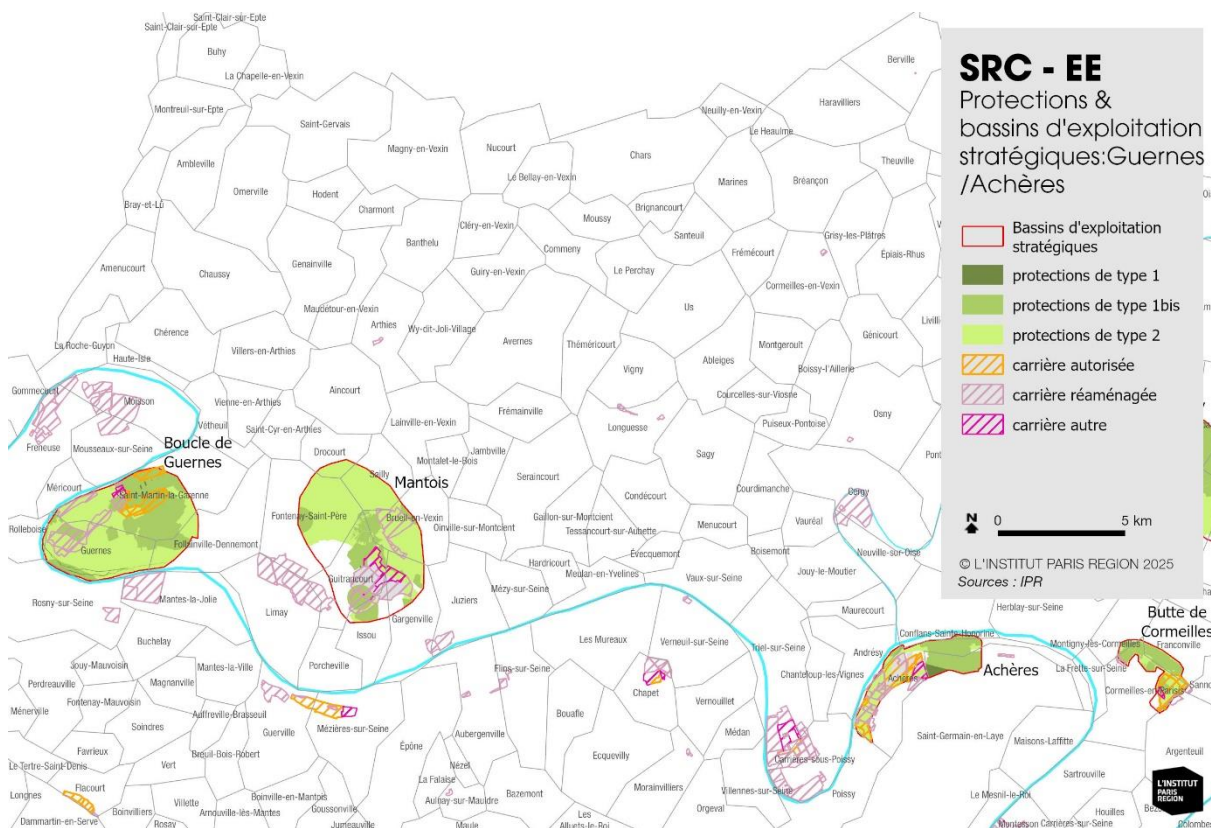 SRC - EE
Protections &
bassins d'exploitation
stratégiques:Guernes
/Achères
Bassins d'exploitation
stratégiques
protections de type 1
protections de type 1bis
protections de type 2
carrière autorisée
carrière réaménagée
carrière autre
N
0
5 km
© L'INSTITUT PARIS REGION 2025
Sources : IPR
Saint-Clair-sur-Epte
Saint-Clair-sur-Epte
Buhy
Berville
La Chapelle-en-Vexin
Montreuil-sur-Epte
Haravilliers
Neuilly-en-Vexin
Saint-Gervais
Le Heaulme
Magny-en-Vexin
Nucourt
Chars
Theuville
Ambleville
Le Bellay-en-Vexin
Marines
Bréançon
Omerville
Hodent
Bray-et-Lû
Charmont
Brignancourt
Moussy
Cléry-en-Vexin
Santeuil
Grisy-les-Plâtres
Banthelu
Commeny
Frémécourt
Épiais-Rhus
Amenucourt
Chaussy
Genainville
Guiry-en-Vexin
Le Perchay
Cormeilles-en-Vexin
Maudétour-en-Vexin
Us
Chérence
Arthies
Wy-dit-Joli-Village
Livilli
Génicourt
La Roche-Guyon
Haute-Isle
Villers-en-Arthies
Avernes
Théméricourt
Montgeroult
Ableiges
Boissy-l'Aillerie
Vigny
Aincourt
Gommecourt
Moisson
Courcelles-sur-Viosne
Vienne-en-Arthies
Frémainville
Osny
Vétheuil
Lainville-en-Vexin
Puiseux-Pontoise
Saint-Cyr-en-Arthies
Longuesse
Freneuse
Mousseaux-sur-Seine
Boucle de
Guernes
Drocourt
Jambville
Sagy
Pont
Montalet-le-Bois
Sailly
Mantois
Seraincourt
Méricourt
Saint-Martin-la-Garenne
Condécourt
Courdimanche
Cergy
Fontenay-Saint-Père
Brueil-en-Vexin
Gaillon-sur-Montcient
Menucourt
Vauréal
Rolleboise
Oinville-sur-Montcient
Tessancourt-sur-Aubette
Guernes
Follainville-Dennemont
Évecquemont
Boisemont
Neuville-sur-Oise
Hardricourt
Jouy-le-Moutier
Guitrancourt
Meulan-en-Yvelines
Vaux-sur-Seine
Mézy-sur-Seine
Mantes-la-Jolie
Rosny-sur-Seine
Limay
Juziers
Gargenville
Maurecourt
Herblay-sur-Seine
Butte de
Cormeilles
Issou
Conflans-Sainte-Honorine
Buchelay
Les Mureaux
Verneuil-sur-Seine
Triel-sur-Seine
Andrésy
Montigny-lès-Cormeilles
Franconville
Jouy-Mauvoisin
Mantes-la-Ville
Porcheville
Flins-sur-Seine
Achères
La Frette-sur-Seine
Chanteloup-les-Vignes
Achères
Sanno
Perdreauville
Magnanville
Chapet
Cormeilles-en-Parisis
Fontenay-Mauvoisin
Vernouillet
Ménerville
Auffreville-Brasseuil
Bouafle
Soindres
Guerville
Mézières-sur-Seine
Aubergenville
Médan
Saint-Germain-en-Laye
Maisons-Laffitte
Favrieux
Breuil-Bois-Robert
Épône
Ecquevilly
Carrières-sous-Poissy
Argenteuil
Le Tertre-Saint-Denis
Vert
Nézel
Sartrouville
Flacourt
La Falaise
Bazemont
Morainvilliers
Villennes-sur-Seine
Poissy
Le Mesnil-le-Roi
Longnes
Villette
Boinville-en-Mantois
Aulnay-sur-Mauldre
Boinvilliers
Arnouville-lès-Mantes
Goussonville
Les
Orgeval
Houilles
Bez
Dammartin-en-Serve
Rosay
Jumeauville
Maule
Alluets-le-Roi
Montesson
Carrières-sur-Seine
Colombe
L'INSTITUT
PARIS
REGION